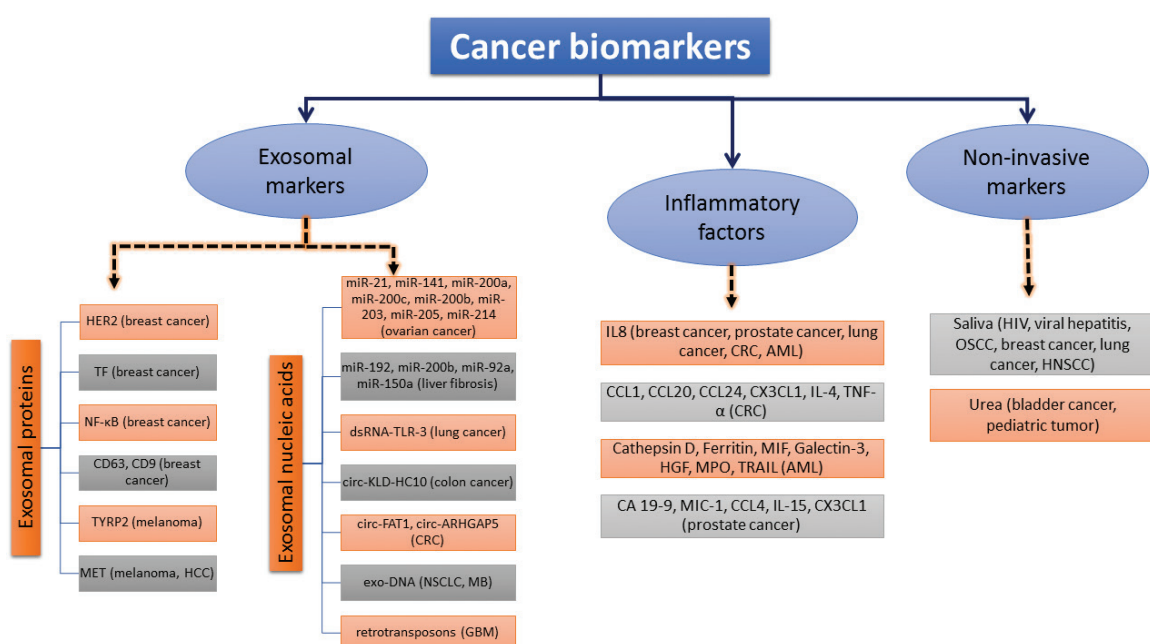 Cancer biomarkers
Exosomal
markers
Inflammatory
factors
Non-invasive
markers
Exosomal proteins
HER2 (breast cancer)
TF (breast cancer)
NF-κB (breast cancer)
CD63, CD9 (breast
cancer)
TYRP2 (melanoma)
MET (melanoma, HCC)
Exosomal nucleic acids
miR-21, miR-141, miR-200a,
miR-200c, miR-200b, miR-
203, miR-205, miR-214
(ovarian cancer)
miR-192, miR-200b, miR-92a,
miR-150a (liver fibrosis)
dsRNA-TLR-3 (lung cancer)
circ-KLD-HC10 (colon cancer)
circ-FAT1, circ-ARHGAP5
(CRC)
exo-DNA (NSCLC, MB)
retrotransposons (GBM)
IL8 (breast cancer, prostate cancer, lung
cancer, CRC, AML)
CCL1, CCL20, CCL24, CX3CL1, IL-4, TNF-
α (CRC)
Cathepsin D, Ferritin, MIF, Galectin-3,
HGF, MPO, TRAIL (AML)
CA 19-9, MIC-1, CCL4, IL-15, CX3CL1
(prostate cancer)
Saliva (HIV, viral hepatitis,
OSCC, breast cancer, lung
cancer, HNSCC)
Urea (bladder cancer,
pediatric tumor)